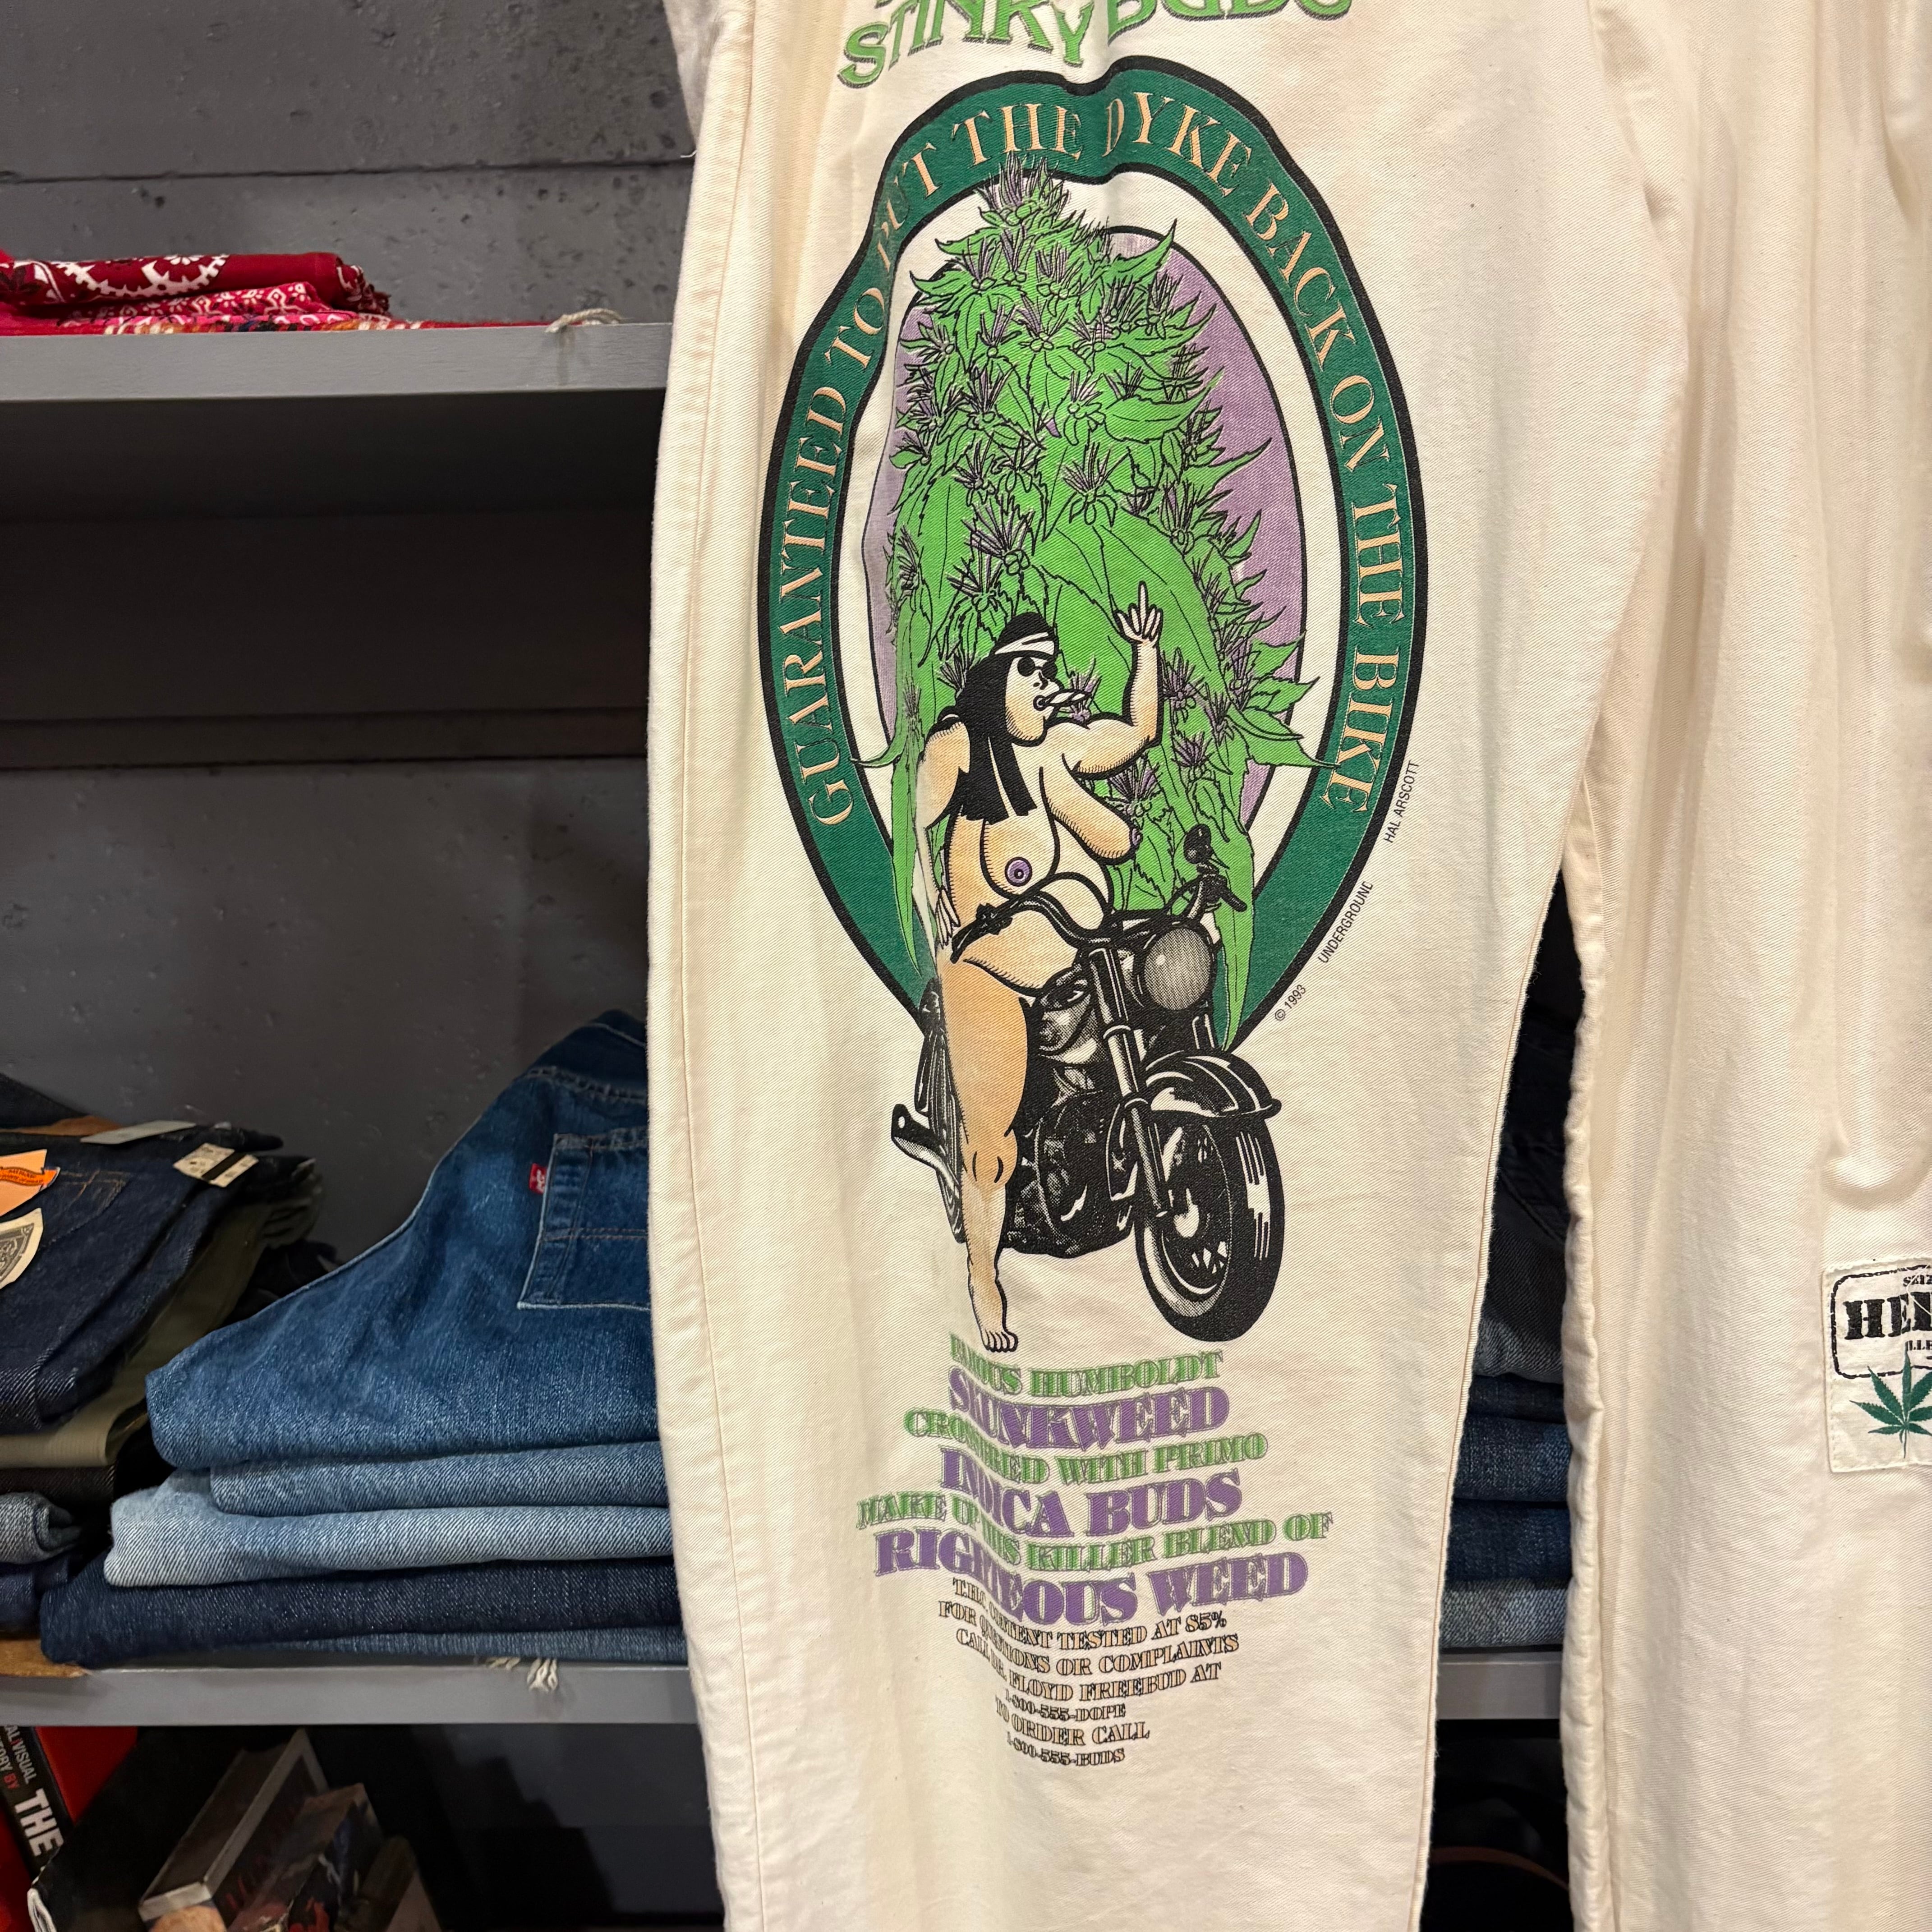 STINKY BUDS
GUARANTEED TO PUT THE DYKE BACK ON THE BIKE
© 1993 UNDERGROUND HAL ARSCOTT
HUMBOLDT
SKUNKWEED
CROSSBRED WITH PRIMO
INDICA BUDS
MAKE UP THIS KILLER BLEND OF
RIGHTEOUS WEED
THC CONTENT TESTED AT 85%
FOR QUESTIONS OR COMPLAINTS
CALL DR. FLOYD FREEBUD AT
1-800-555-DOPE
TO ORDER CALL
1-800-555-BUDS
THE